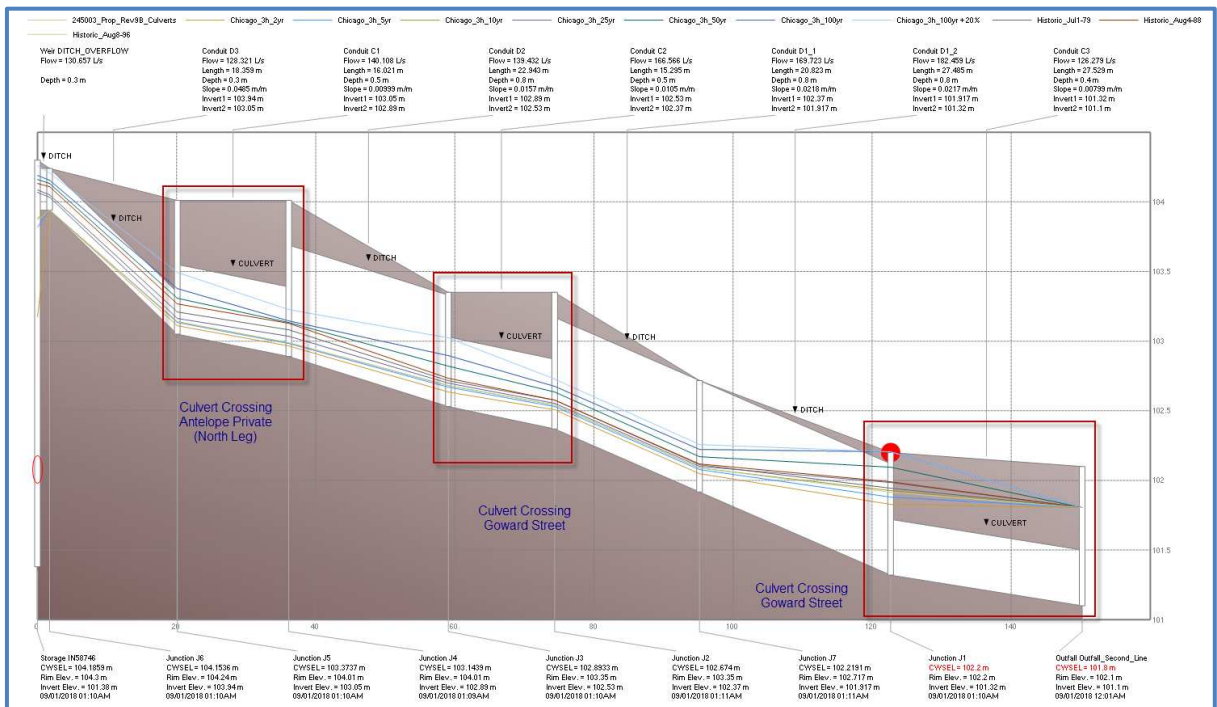 245003_Prop_Rev9B_Culverts Chicago_3h_2yr Chicago_3h_5yr Chicago_3h_10yr Chicago_3h_25yr Chicago_3h_50yr Chicago_3h_100yr Chicago_3h_100yr +20% Historic_Jul1-79 Historic_Aug4-88
Historic_Aug8-96
Weir DITCH_OVERFLOW
Flow = 130.657 L/s
Depth = 0.3 m
Conduit D3
Flow = 128.321 L/s
Length = 18.359 m
Depth = 0.3 m
Slope = 0.0485 m/m
Invert1 = 103.94 m
Invert2 = 103.05 m
Conduit C1
Flow = 140.108 L/s
Length = 16.021 m
Depth = 0.5 m
Slope = 0.00999 m/m
Invert1 = 103.05 m
Invert2 = 102.89 m
Conduit D2
Flow = 139.432 L/s
Length = 22.943 m
Depth = 0.8 m
Slope = 0.0157 m/m
Invert1 = 102.89 m
Invert2 = 102.53 m
Conduit C2
Flow = 166.566 L/s
Length = 15.295 m
Depth = 0.5 m
Slope = 0.0105 m/m
Invert1 = 102.53 m
Invert2 = 102.37 m
Conduit D1_1
Flow = 169.723 L/s
Length = 20.823 m
Depth = 0.8 m
Slope = 0.0218 m/m
Invert1 = 102.37 m
Invert2 = 101.917 m
Conduit D1_2
Flow = 182.459 L/s
Length = 27.485 m
Depth = 0.8 m
Slope = 0.0217 m/m
Invert1 = 101.917 m
Invert2 = 101.32 m
Conduit C3
Flow = 126.279 L/s
Length = 27.529 m
Depth = 0.4 m
Slope = 0.00799 m/m
Invert1 = 101.32 m
Invert2 = 101.1 m
DITCH
DITCH
CULVERT
DITCH
CULVERT
DITCH
DITCH
CULVERT
104
103.5
103
102.5
102
101.5
101
Culvert Crossing
Antelope Private
(North Leg)
Culvert Crossing
Goward Street
Culvert Crossing
Goward Street
0 20 40 60 80 100 120 140
Storage IN58746
CWSEL = 104.1859 m
Rim Elev. = 104.3 m
Invert Elev. = 101.38 m
09/01/2018 01:10AM
Junction J6
CWSEL = 104.1536 m
Rim Elev. = 104.24 m
Invert Elev. = 103.94 m
09/01/2018 01:10AM
Junction J5
CWSEL = 103.3737 m
Rim Elev. = 104.01 m
Invert Elev. = 103.05 m
09/01/2018 01:10AM
Junction J4
CWSEL = 103.1439 m
Rim Elev. = 104.01 m
Invert Elev. = 102.89 m
09/01/2018 01:09AM
Junction J3
CWSEL = 102.8933 m
Rim Elev. = 103.35 m
Invert Elev. = 102.53 m
09/01/2018 01:10AM
Junction J2
CWSEL = 102.674 m
Rim Elev. = 103.35 m
Invert Elev. = 102.37 m
09/01/2018 01:11AM
Junction J7
CWSEL = 102.2191 m
Rim Elev. = 102.717 m
Invert Elev. = 101.917 m
09/01/2018 01:11AM
Junction J1
CWSEL = 102.2 m
Rim Elev. = 102.2 m
Invert Elev. = 101.32 m
09/01/2018 01:10AM
Outfall Outfall_Second_Line
CWSEL = 101.8 m
Rim Elev. = 102.1 m
Invert Elev. = 101.1 m
09/01/2018 12:01AM